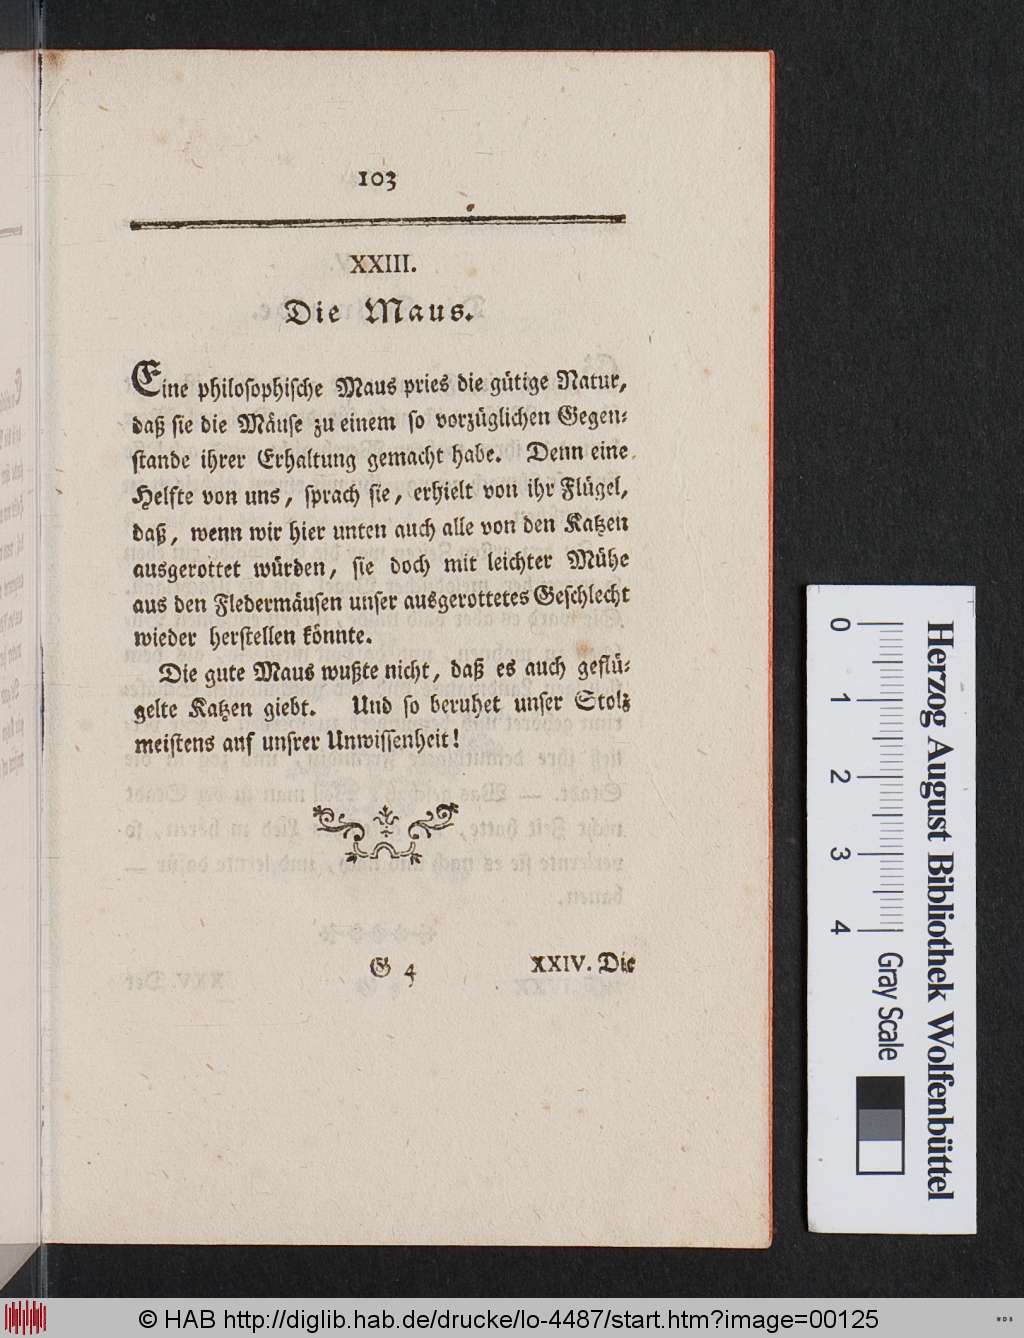 103
XXIII.
Die Maus.
Eine philosophische Maus pries die gütige Natur,
daß sie die Mäuse zu einem so vorzüglichen Gegen-
stande ihrer Erhaltung gemacht habe. Denn eine
Helfte von uns, sprach sie, erhielt von ihr Flügel,
daß, wenn wir hier unten auch alle von den Katzen
ausgerottet würden, sie doch mit leichter Mühe
aus den Fledermäusen unser ausgerottetes Geschlecht
wieder herstellen könnte.
Die gute Maus wußte nicht, daß es auch geflü-
gelte Katzen giebt. Und so beruhet unser Stolz
meistens auf unsrer Unwissenheit!
G 4
XXIV. Die
0 1 2 3 4
Gray Scale
Herzog August Bibliothek Wolfenbüttel
© HAB http://diglib.hab.de/drucke/lo-4487/start.htm?image=00125